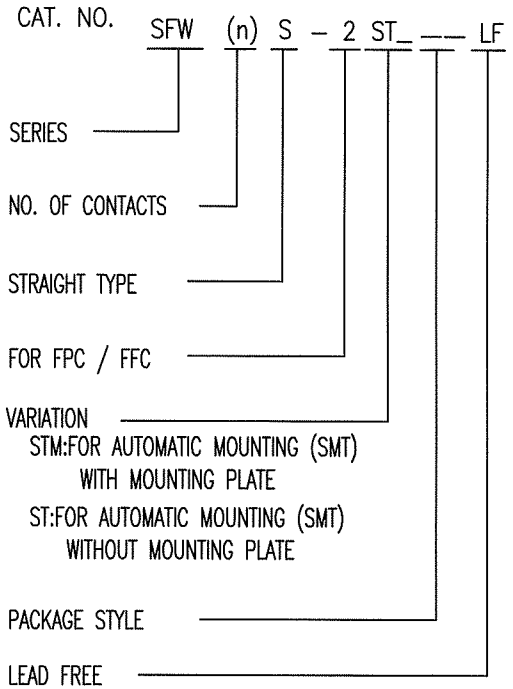 CAT. NO. SFW (n) S - 2 ST_ __ LF
SERIES
NO. OF CONTACTS
STRAIGHT TYPE
FOR FPC / FFC
VARIATION
STM:FOR AUTOMATIC MOUNTING (SMT)
WITH MOUNTING PLATE
ST:FOR AUTOMATIC MOUNTING (SMT)
WITHOUT MOUNTING PLATE
PACKAGE STYLE
LEAD FREE